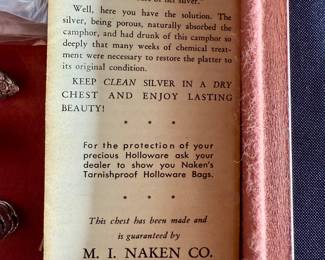 of her silver."
Well, here you have the solution. The
silver, being porous, naturally absorbed the
camphor, and had drunk of this camphor so
deeply that many weeks of chemical treat-
ment were necessary to restore the platter to
its original condition.
KEEP CLEAN SILVER IN A DRY
CHEST AND ENJOY LASTING
BEAUTY!
* * *
For the protection of your
precious Holloware ask your
dealer to show you Naken's
Tarnishproof Holloware Bags.
* * *
This chest has been made and
is guaranteed by
M. I. NAKEN CO.